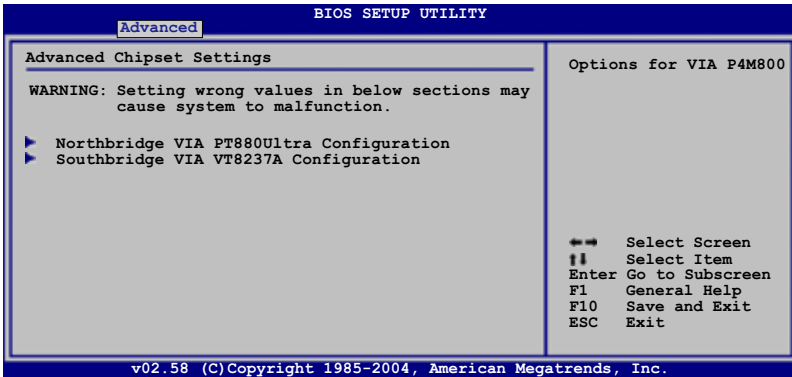 BIOS SETUP UTILITY
Advanced
Advanced Chipset Settings
WARNING: Setting wrong values in below sections may
cause system to malfunction.
Northbridge VIA PT880Ultra Configuration
Southbridge VIA VT8237A Configuration
Options for VIA P4M800
←→ Select Screen
↑↓ Select Item
Enter Go to Subscreen
F1 General Help
F10 Save and Exit
ESC Exit
v02.58 (C)Copyright 1985-2004, American Megatrends, Inc.